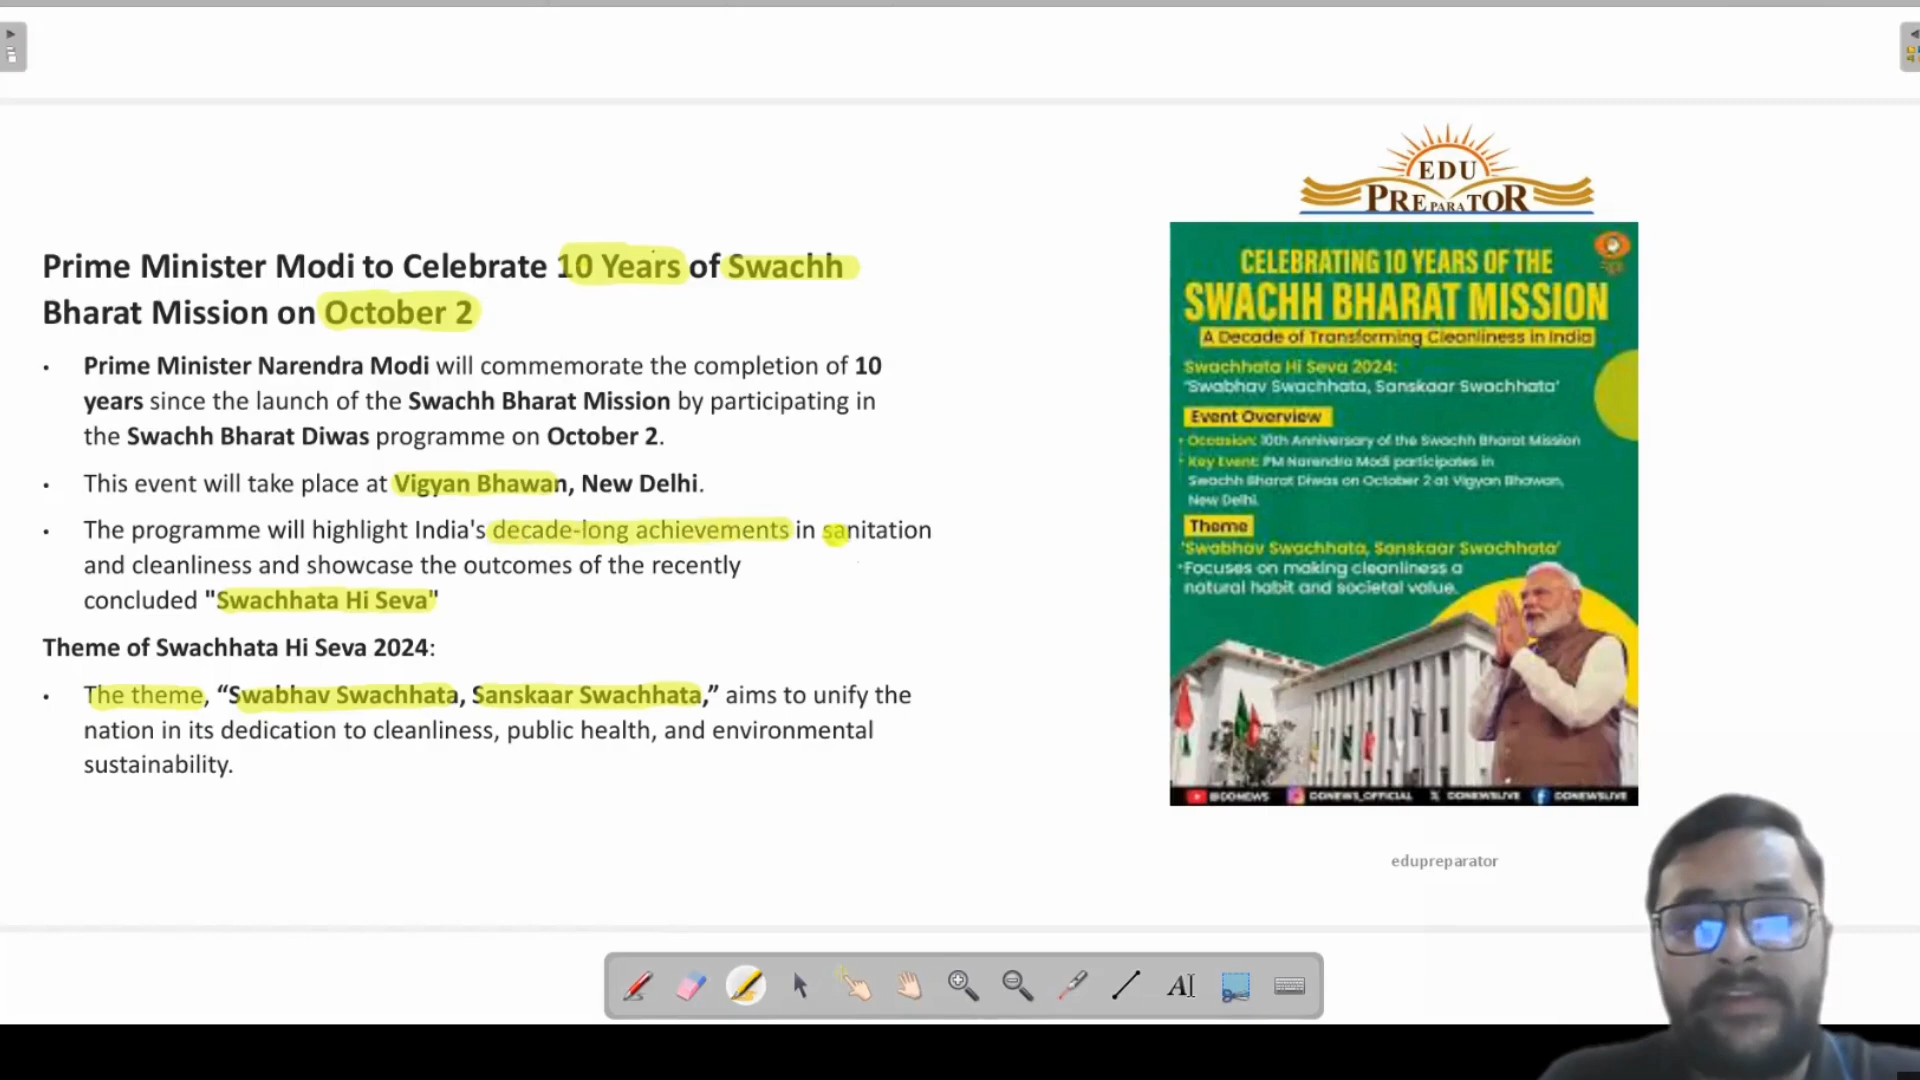 EDU
PREPARATOR
Prime Minister Modi to Celebrate 10 Years of Swachh
Bharat Mission on October 2
• Prime Minister Narendra Modi will commemorate the completion of 10
years since the launch of the Swachh Bharat Mission by participating in
the Swachh Bharat Diwas programme on October 2.
• This event will take place at Vigyan Bhawan, New Delhi.
• The programme will highlight India's decade-long achievements in sanitation
and cleanliness and showcase the outcomes of the recently
concluded "Swachhata Hi Seva"
Theme of Swachhata Hi Seva 2024:
• The theme, “Swabhav Swachhata, Sanskaar Swachhata,” aims to unify the
nation in its dedication to cleanliness, public health, and environmental
sustainability.
CELEBRATING 10 YEARS OF THE
SWACHH BHARAT MISSION
A Decade of Transforming Cleanliness in India
Swachhata Hi Seva 2024:
'Swabhav Swachhata, Sanskaar Swachhata'
Event Overview
• Occasion: 10th Anniversary of the Swachh Bharat Mission
• Key Event: PM Narendra Modi participates in
Swachh Bharat Diwas on October 2 at Vigyan Bhawan,
New Delhi.
Theme
'Swabhav Swachhata, Sanskaar Swachhata'
•Focuses on making cleanliness a
natural habit and societal value.
@DDNEWS DDNEWS_OFFICIAL DDNEWSLIVE DDNEWSLIVE
edupreparator
AI